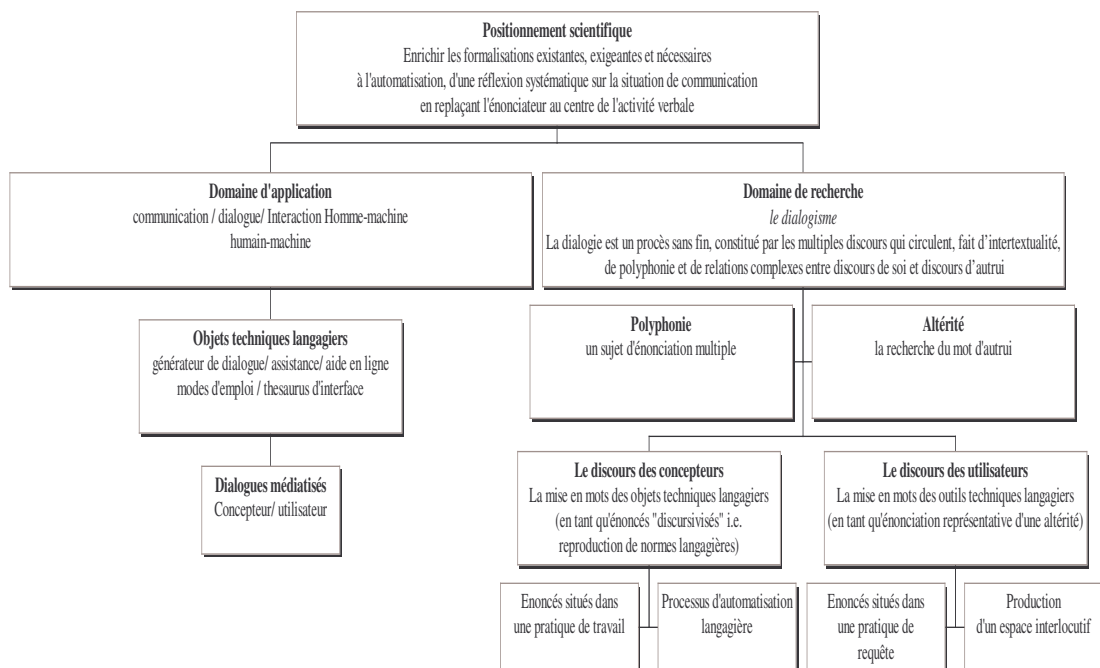 Positionnement scientifique
Enrichir les formalisations existantes, exigeantes et nécessaires
à l'automatisation, d'une réflexion systématique sur la situation de communication
en replaçant l'énonciateur au centre de l'activité verbale
Domaine d'application
communication / dialogue/ Interaction Homme-machine
humain-machine
Domaine de recherche
le dialogisme
La dialogie est un procès sans fin, constitué par les multiples discours qui circulent, fait d’intertextualité,
de polyphonie et de relations complexes entre discours de soi et discours d’autrui
Objets techniques langagiers
générateur de dialogue/ assistance/ aide en ligne
modes d'emploi / thesaurus d'interface
Polyphonie
un sujet d'énonciation multiple
Altérité
la recherche du mot d'autrui
Dialogues médiatisés
Concepteur/ utilisateur
Le discours des concepteurs
La mise en mots des objets techniques langagiers
(en tant qu'énoncés "discursivisés" i.e.
reproduction de normes langagières)
Le discours des utilisateurs
La mise en mots des outils techniques langagiers
(en tant qu'énonciation représentative d'une altérité)
Enoncés situés dans
une pratique de travail
Processus d'automatisation
langagière
Enoncés situés dans
une pratique de
requête
Production
d'un espace interlocutif